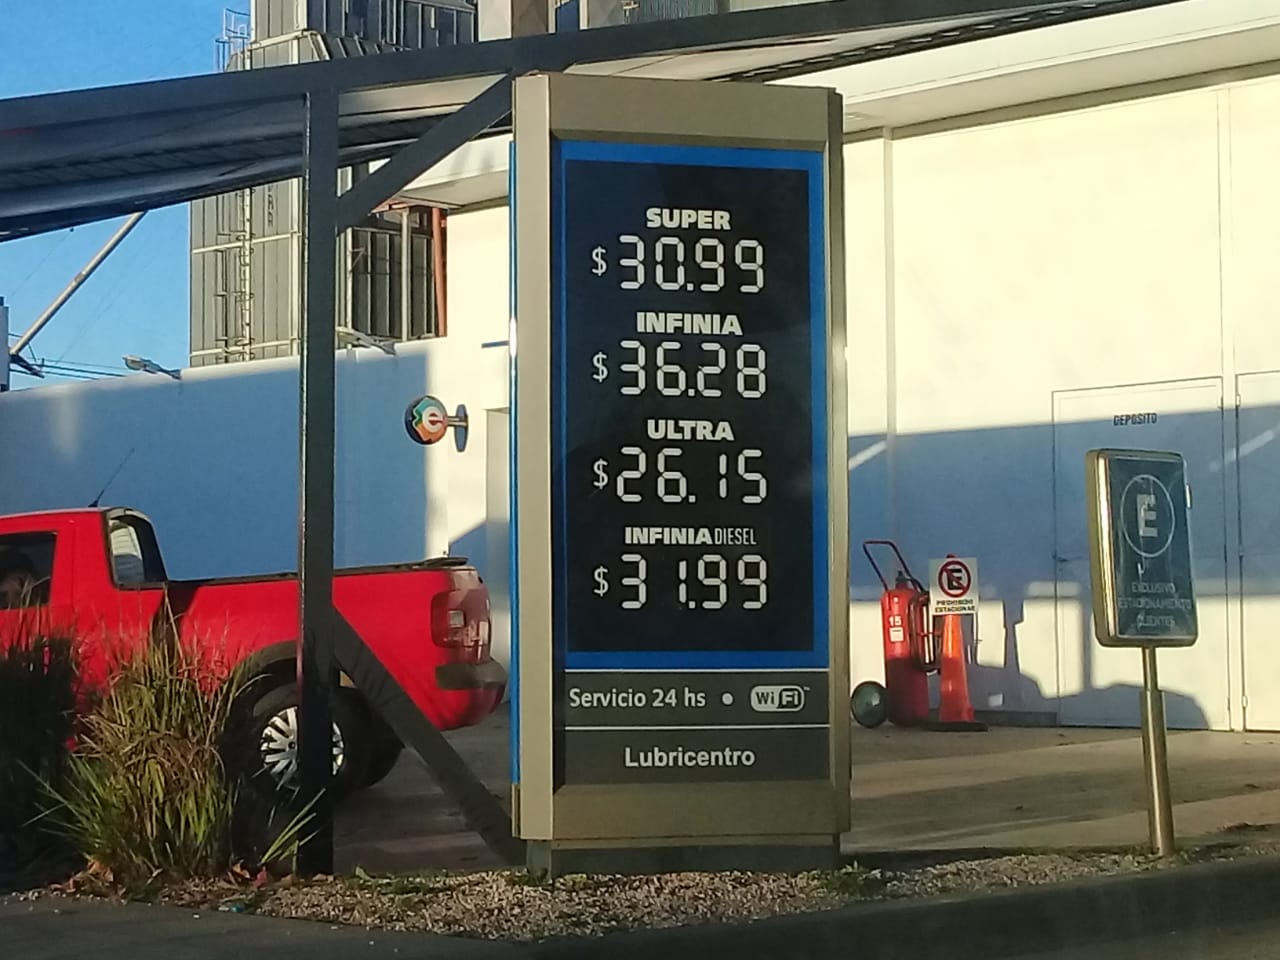 SUPER
$ 30.99
INFINIA
$ 36.28
ULTRA
$ 26.15
INFINIA DIESEL
$ 31.99
Servicio 24 hs • WiFi
Lubricentro
DEPOSITO
E
EXCLUSIVO
ESTACIONAMIENTO
CLIENTES
15
E
PROHIBIDO
ESTACIONAR
e